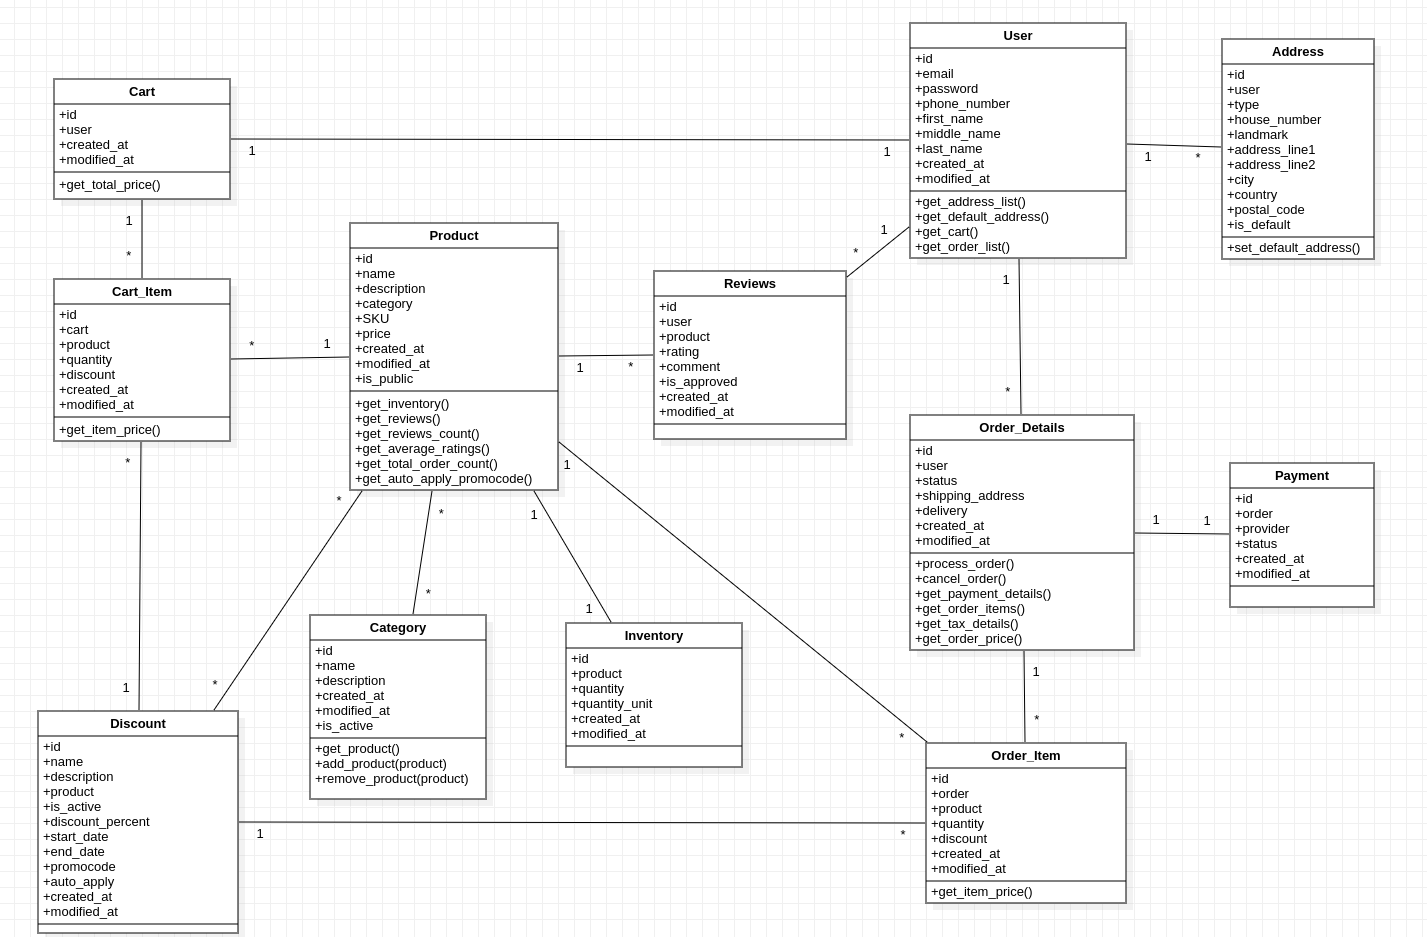 Cart
+id
+user
+created_at
+modified_at
+get_total_price()
1
1
User
+id
+email
+password
+phone_number
+first_name
+middle_name
+last_name
+created_at
+modified_at
+get_address_list()
+get_default_address()
+get_cart()
+get_order_list()
1
*
Address
+id
+user
+type
+house_number
+landmark
+address_line1
+address_line2
+city
+country
+postal_code
+is_default
+set_default_address()
1
*
Cart_Item
+id
+cart
+product
+quantity
+discount
+created_at
+modified_at
+get_item_price()
*
1
Product
+id
+name
+description
+category
+SKU
+price
+created_at
+modified_at
+is_public
+get_inventory()
+get_reviews()
+get_reviews_count()
+get_average_ratings()
+get_total_order_count()
+get_auto_apply_promocode()
1
*
Reviews
+id
+user
+product
+rating
+comment
+is_approved
+created_at
+modified_at
*
1
1
*
Order_Details
+id
+user
+status
+shipping_address
+delivery
+created_at
+modified_at
+process_order()
+cancel_order()
+get_payment_details()
+get_order_items()
+get_tax_details()
+get_order_price()
1
1
Payment
+id
+order
+provider
+status
+created_at
+modified_at
*
1
*
*
*
*
1
1
1
*
1
*
Discount
+id
+name
+description
+product
+is_active
+discount_percent
+start_date
+end_date
+promocode
+auto_apply
+created_at
+modified_at
Category
+id
+name
+description
+created_at
+modified_at
+is_active
+get_product()
+add_product(product)
+remove_product(product)
Inventory
+id
+product
+quantity
+quantity_unit
+created_at
+modified_at
1
*
Order_Item
+id
+order
+product
+quantity
+discount
+created_at
+modified_at
+get_item_price()